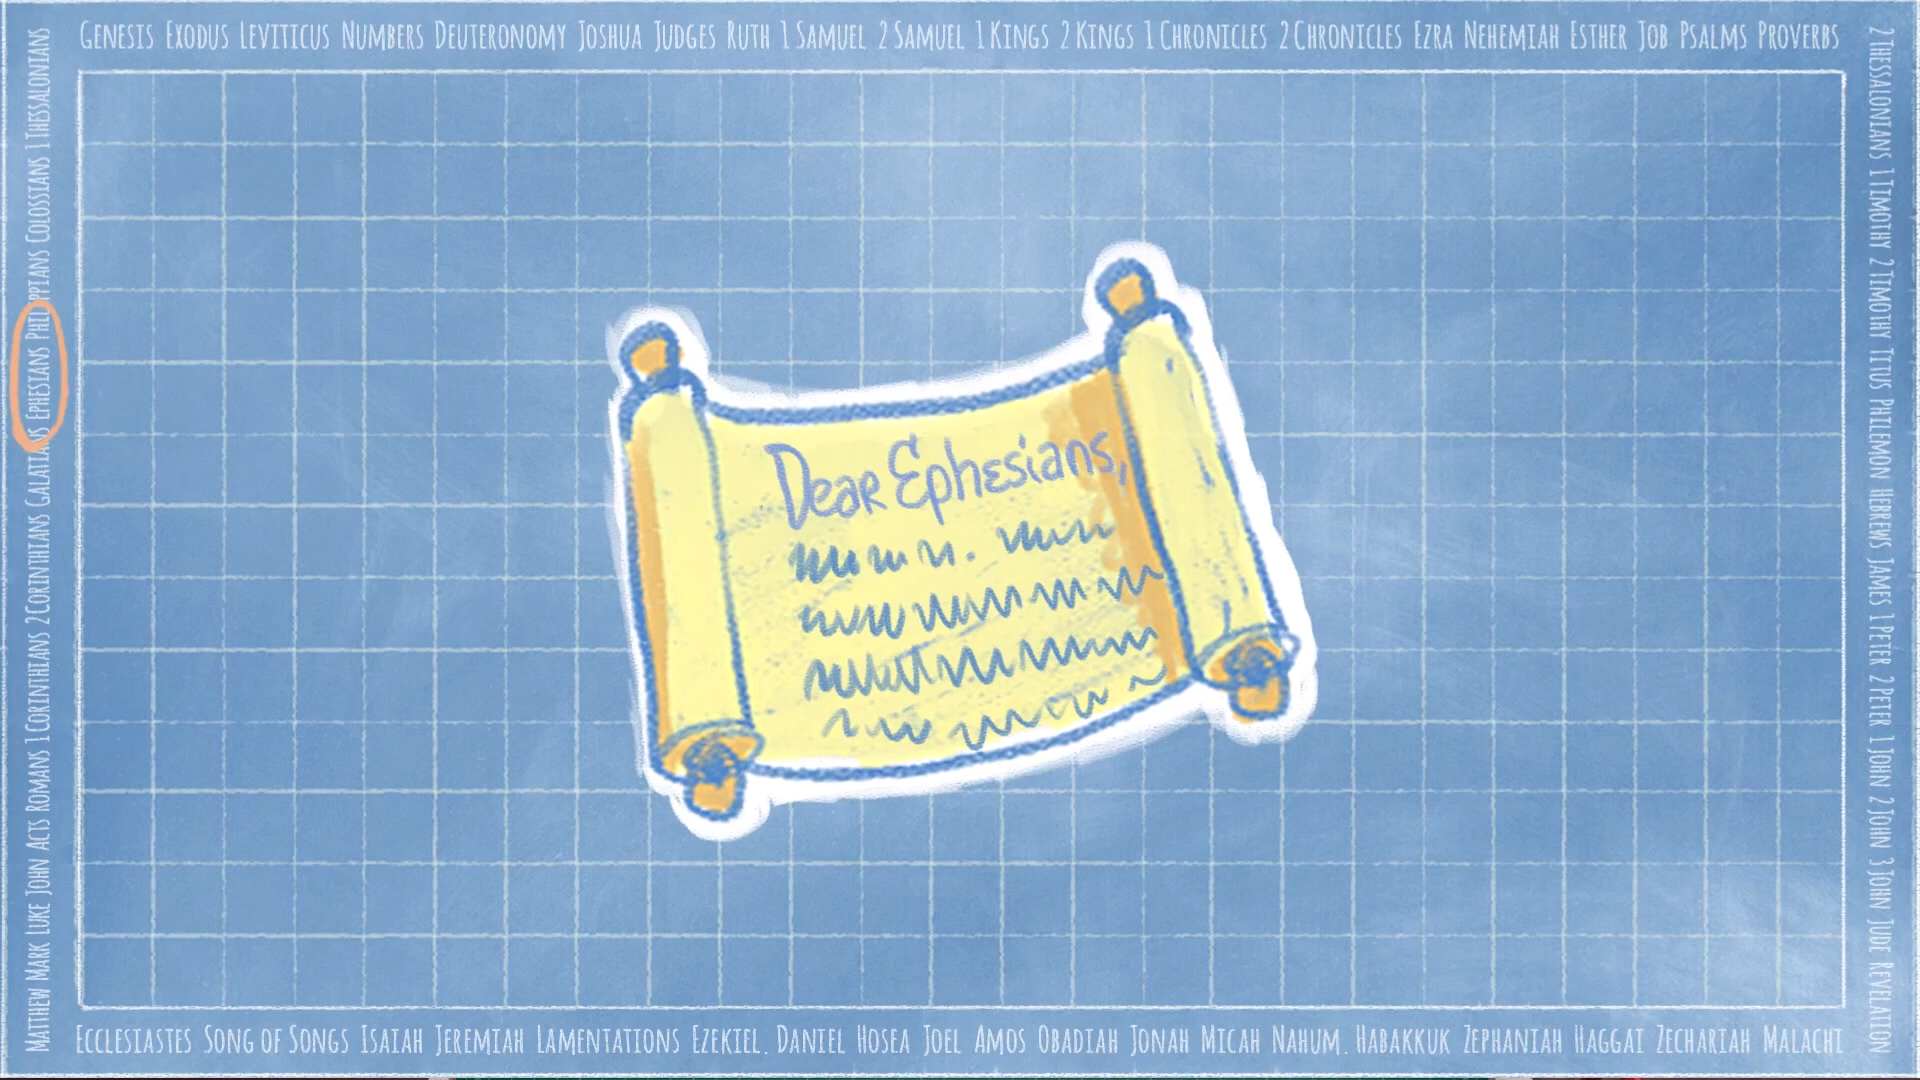 Genesis Exodus Leviticus Numbers Deuteronomy Joshua Judges Ruth 1 Samuel 2 Samuel 1 Kings 2 Kings 1 Chronicles 2 Chronicles Ezra Nehemiah Esther Job Psalms Proverbs
Matthew Mark Luke John Acts Romans 1 Corinthians 2 Corinthians Galatians Ephesians Philippians Colossians 1 Thessalonians
Dear Ephesians,
2 Thessalonians 1 Timothy 2 Timothy Titus Philemon Hebrews James 1 Peter 2 Peter 1 John 2 John 3 John Jude Revelation
Ecclesiastes Song of Songs Isaiah Jeremiah Lamentations Ezekiel. Daniel Hosea Joel Amos Obadiah Jonah Micah Nahum. Habakkuk Zephaniah Haggai Zechariah Malachi